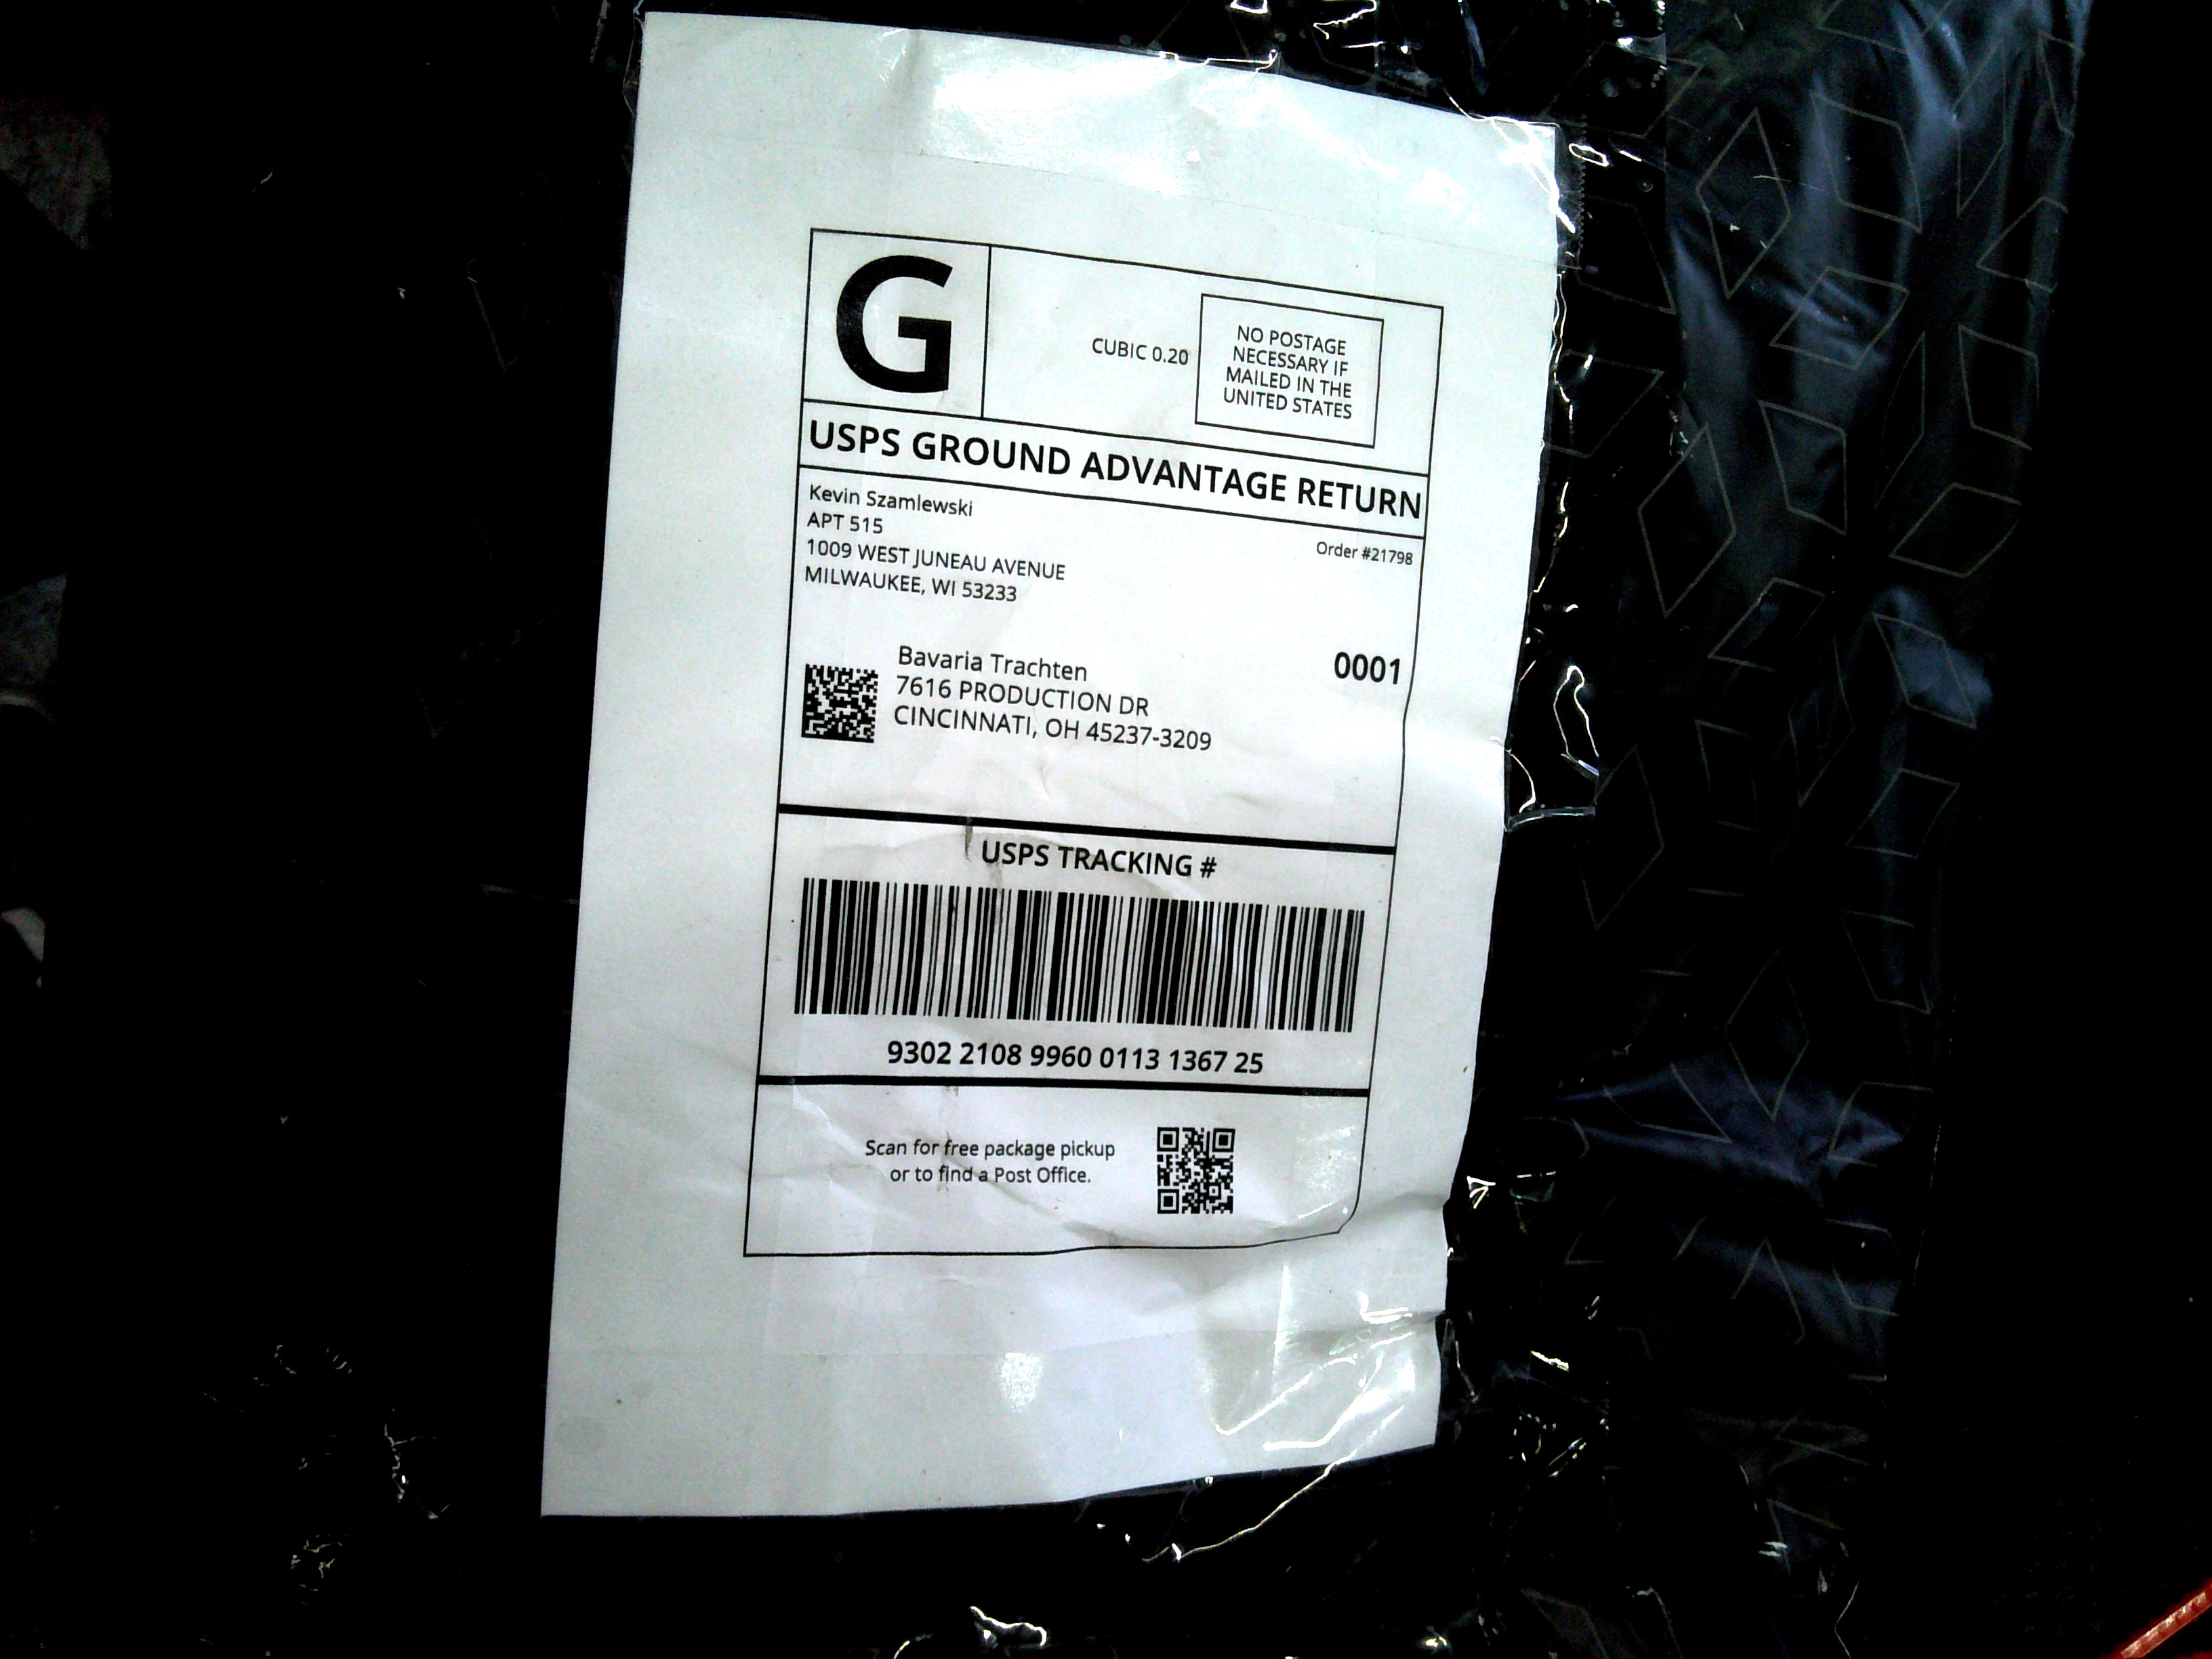 G
CUBIC 0.20
NO POSTAGE
NECESSARY IF
MAILED IN THE
UNITED STATES
USPS GROUND ADVANTAGE RETURN
Kevin Szamlewski
APT 515
1009 WEST JUNEAU AVENUE
MILWAUKEE, WI 53233
Order #21798
0001
Bavaria Trachten
7616 PRODUCTION DR
CINCINNATI, OH 45237-3209
USPS TRACKING #
9302 2108 9960 0113 1367 25
Scan for free package pickup
or to find a Post Office.